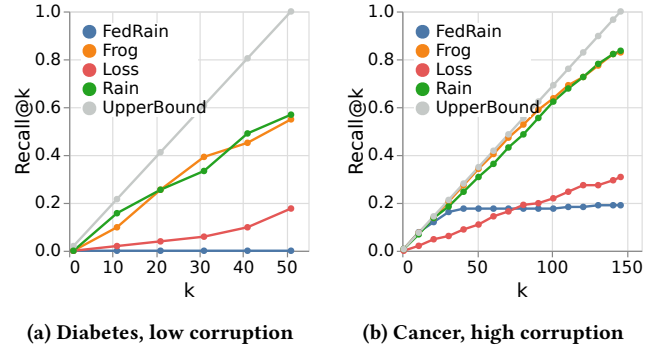 1.0
0.8
0.6
0.4
0.2
0.0
Recall@k
FedRain
Frog
Loss
Rain
UpperBound
0 10 20 30 40 50
k
(a) Diabetes, low corruption
1.0
0.8
0.6
0.4
0.2
0.0
Recall@k
FedRain
Frog
Loss
Rain
UpperBound
0 50 100 150
k
(b) Cancer, high corruption